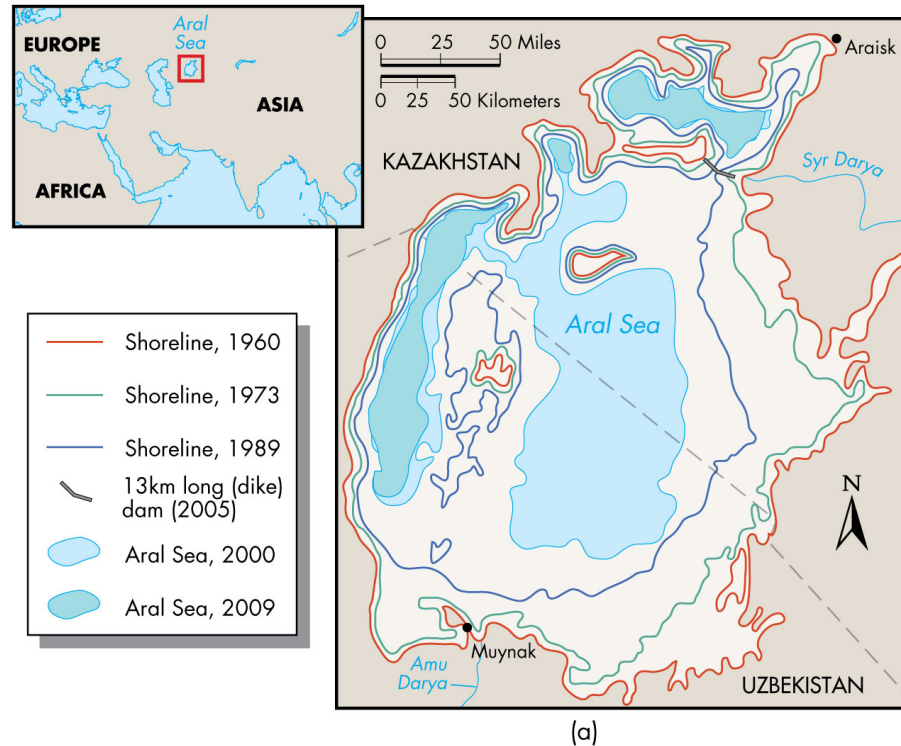 EUROPE
Aral
Sea
ASIA
AFRICA
0 25 50 Miles
0 25 50 Kilometers
Araisk
KAZAKHSTAN
Syr Darya
Aral Sea
N
Muynak
Amu
Darya
UZBEKISTAN
Shoreline, 1960
Shoreline, 1973
Shoreline, 1989
13km long (dike)
dam (2005)
Aral Sea, 2000
Aral Sea, 2009
(a)